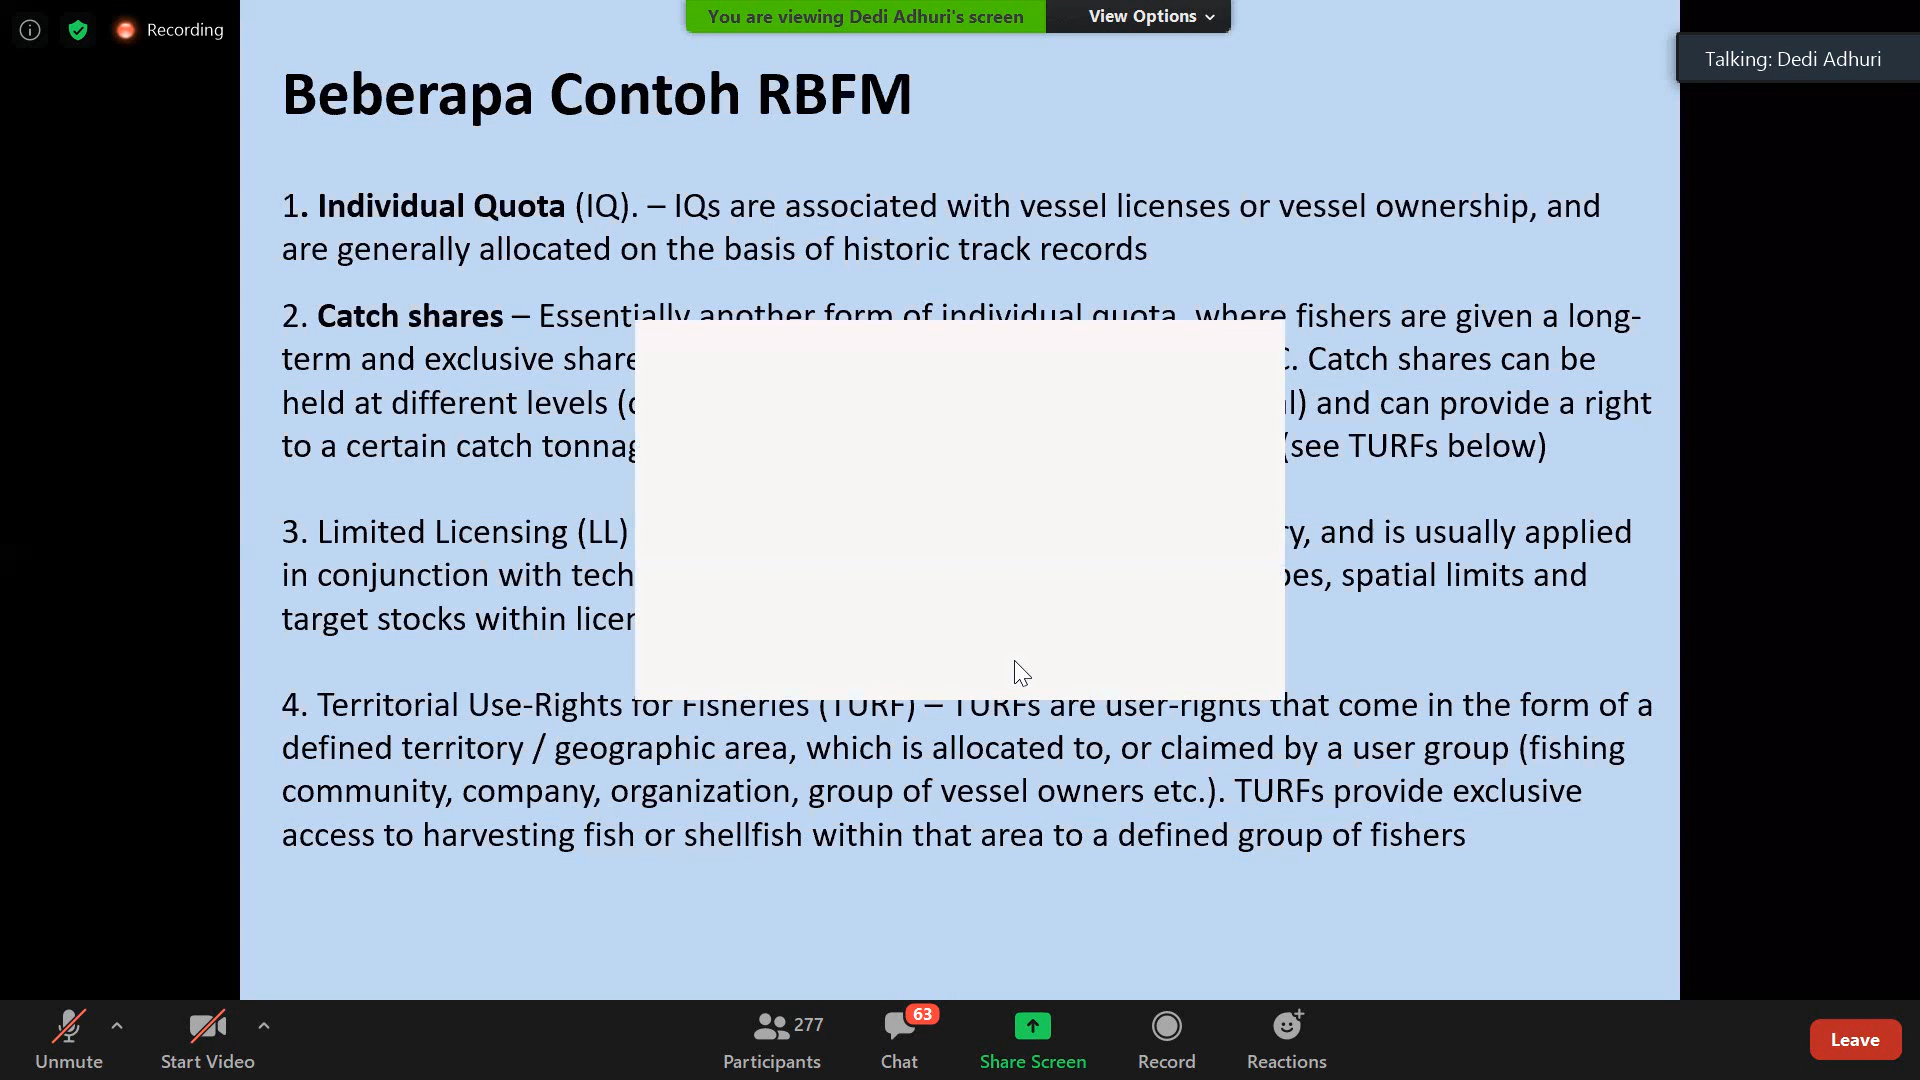 Recording
You are viewing Dedi Adhuri's screen
View Options
Talking: Dedi Adhuri
Beberapa Contoh RBFM
1. Individual Quota (IQ). – IQs are associated with vessel licenses or vessel ownership, and
are generally allocated on the basis of historic track records
2. Catch shares – Essentially another form of individual quota, where fishers are given a long-
term and exclusive share . Catch shares can be
held at different levels ( ) and can provide a right
to a certain catch (see TURFs below)
3. Limited Licensing (LL) and is usually applied
in conjunction with spatial limits and
target stocks within
4. Territorial Use-Rights for Fisheries (TURF) – TURFs are user-rights that come in the form of a
defined territory / geographic area, which is allocated to, or claimed by a user group (fishing
community, company, organization, group of vessel owners etc.). TURFs provide exclusive
access to harvesting fish or shellfish within that area to a defined group of fishers
Unmute
Start Video
277
Participants
63
Chat
Share Screen
Record
Reactions
Leave